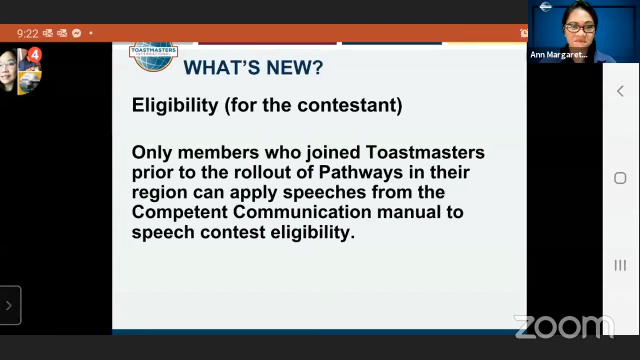 9:22
4
TOASTMASTERS
INTERNATIONAL
WHAT'S NEW?
Eligibility (for the contestant)
Only members who joined Toastmasters
prior to the rollout of Pathways in their
region can apply speeches from the
Competent Communication manual to
speech contest eligibility.
Ann Margaret...
zoom